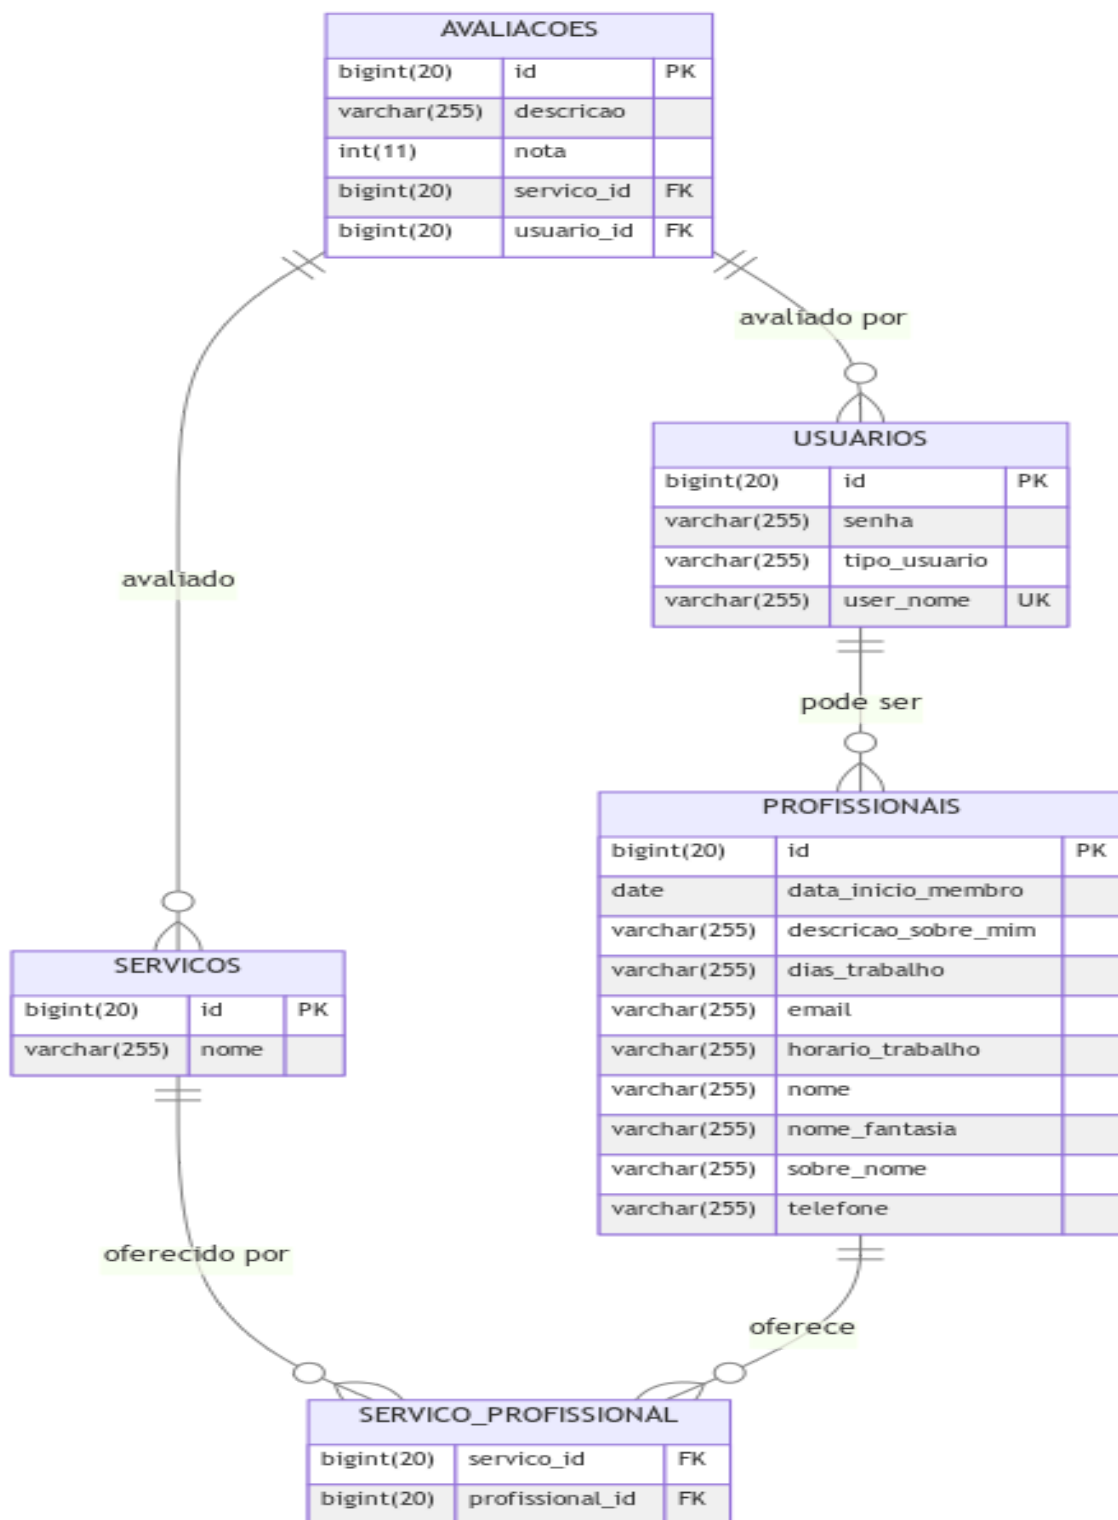 AVALIACOES
bigint(20) id PK
varchar(255) descricao
int(11) nota
bigint(20) servico_id FK
bigint(20) usuario_id FK
avaliado por
USUARIOS
bigint(20) id PK
varchar(255) senha
varchar(255) tipo_usuario
varchar(255) user_nome UK
avaliado
pode ser
PROFISSIONAIS
bigint(20) id PK
date data_inicio_membro
varchar(255) descricao_sobre_mim
varchar(255) dias_trabalho
varchar(255) email
varchar(255) horario_trabalho
varchar(255) nome
varchar(255) nome_fantasia
varchar(255) sobre_nome
varchar(255) telefone
SERVICOS
bigint(20) id PK
varchar(255) nome
oferecido por
oferece
SERVICO_PROFISSIONAL
bigint(20) servico_id FK
bigint(20) profissional_id FK